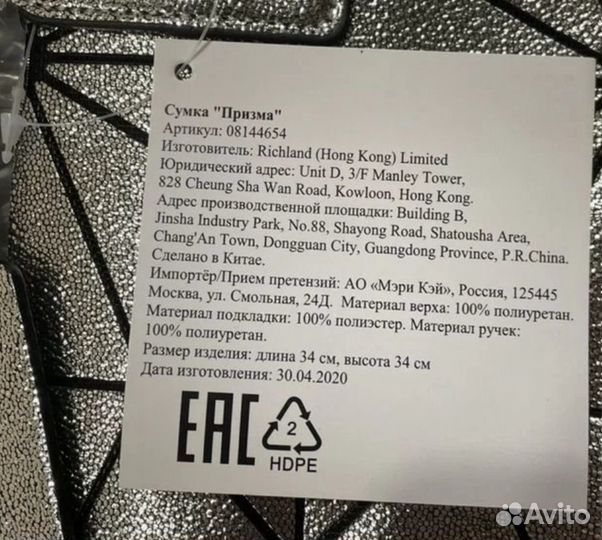 Сумка "Призма"
Артикул: 08144654
Изготовитель: Richland (Hong Kong) Limited
Юридический адрес: Unit D, 3/F Manley Tower,
828 Cheung Sha Wan Road, Kowloon, Hong Kong.
Адрес производственной площадки: Building B,
Jinsha Industry Park, No.88, Shayong Road, Shatousha Area,
Chang'An Town, Dongguan City, Guangdong Province, P.R.China.
Сделано в Китае.
Импортёр/Прием претензий: АО «Мэри Кэй», Россия, 125445
Москва, ул. Смольная, 24Д. Материал верха: 100% полиуретан.
Материал подкладки: 100% полиэстер. Материал ручек:
100% полиуретан.
Размер изделия: длина 34 см, высота 34 см
Дата изготовления: 30.04.2020
EAC
2
HDPE
Avito